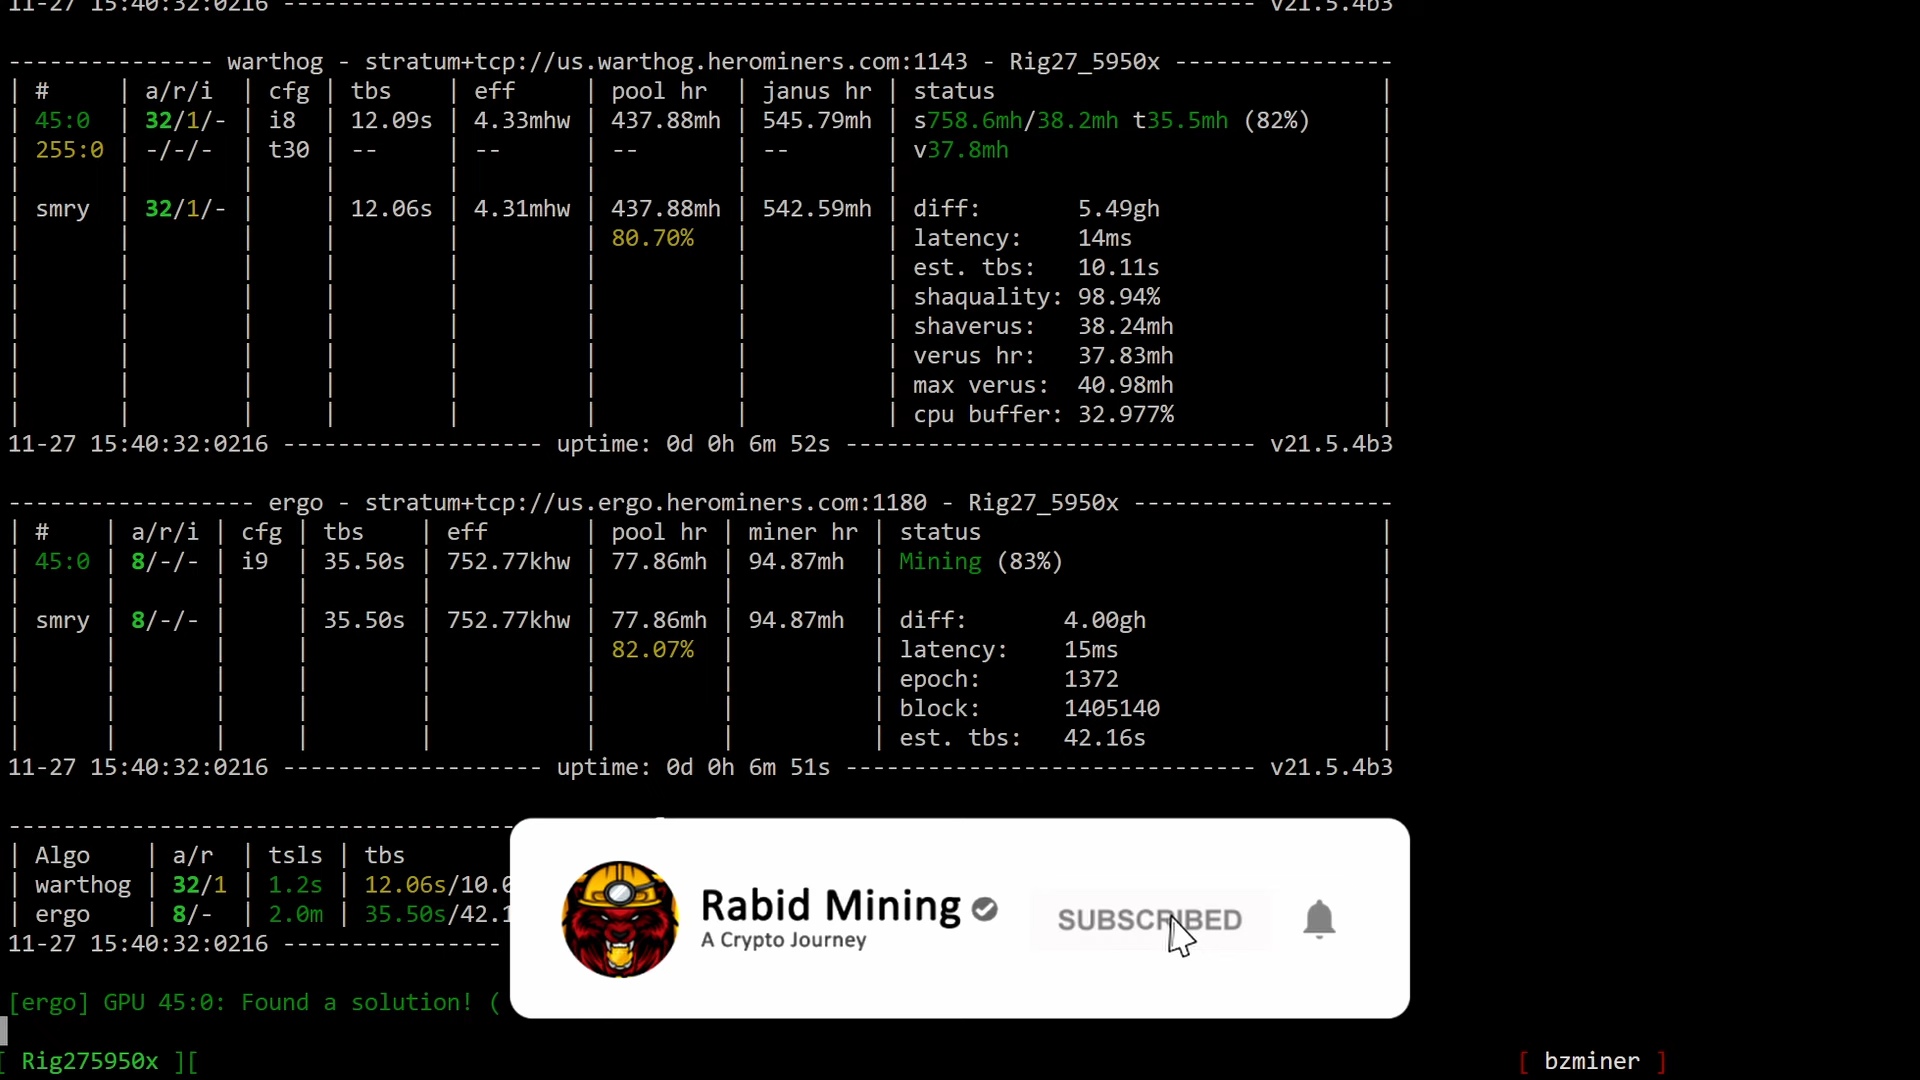 11-27 15:40:32:0216 ----------------------------------------------------------------------- v21.5.4b3
--------------- warthog - stratum+tcp://us.warthog.herominers.com:1143 - Rig27_5950x ----------------
| # | a/r/i | cfg | tbs | eff | pool hr | janus hr | status |
| 45:0 | 32/1/- | i8 | 12.09s | 4.33mhw | 437.88mh | 545.79mh | s758.6mh/38.2mh t35.5mh (82%) |
| 255:0 | -/-/- | t30 | -- | -- | -- | -- | v37.8mh |
| | | | | | | | |
| smry | 32/1/- | | 12.06s | 4.31mhw | 437.88mh | 542.59mh | diff: 5.49gh |
| | | | | | 80.70% | | latency: 14ms |
| | | | | | | | est. tbs: 10.11s |
| | | | | | | | shaquality: 98.94% |
| | | | | | | | shaverus: 38.24mh |
| | | | | | | | verus hr: 37.83mh |
| | | | | | | | max verus: 40.98mh |
| | | | | | | | cpu buffer: 32.977% |
11-27 15:40:32:0216 ------------------- uptime: 0d 0h 6m 52s ------------------------------ v21.5.4b3
------------------ ergo - stratum+tcp://us.ergo.herominers.com:1180 - Rig27_5950x -------------------
| # | a/r/i | cfg | tbs | eff | pool hr | miner hr | status |
| 45:0 | 8/-/- | i9 | 35.50s | 752.77khw | 77.86mh | 94.87mh | Mining (83%) |
| | | | | | | | |
| smry | 8/-/- | | 35.50s | 752.77khw | 77.86mh | 94.87mh | diff: 4.00gh |
| | | | | | 82.07% | | latency: 15ms |
| | | | | | | | epoch: 1372 |
| | | | | | | | block: 1405140 |
| | | | | | | | est. tbs: 42.16s |
11-27 15:40:32:0216 ------------------- uptime: 0d 0h 6m 51s ------------------------------ v21.5.4b3
-------------------------------------
| Algo | a/r | tsls | tbs
| warthog | 32/1 | 1.2s | 12.06s/10.0
| ergo | 8/- | 2.0m | 35.50s/42.1
11-27 15:40:32:0216 ----------------
Rabid Mining
A Crypto Journey
SUBSCRIBED
[ergo] GPU 45:0: Found a solution! (
[ Rig275950x ][
[ bzminer ]